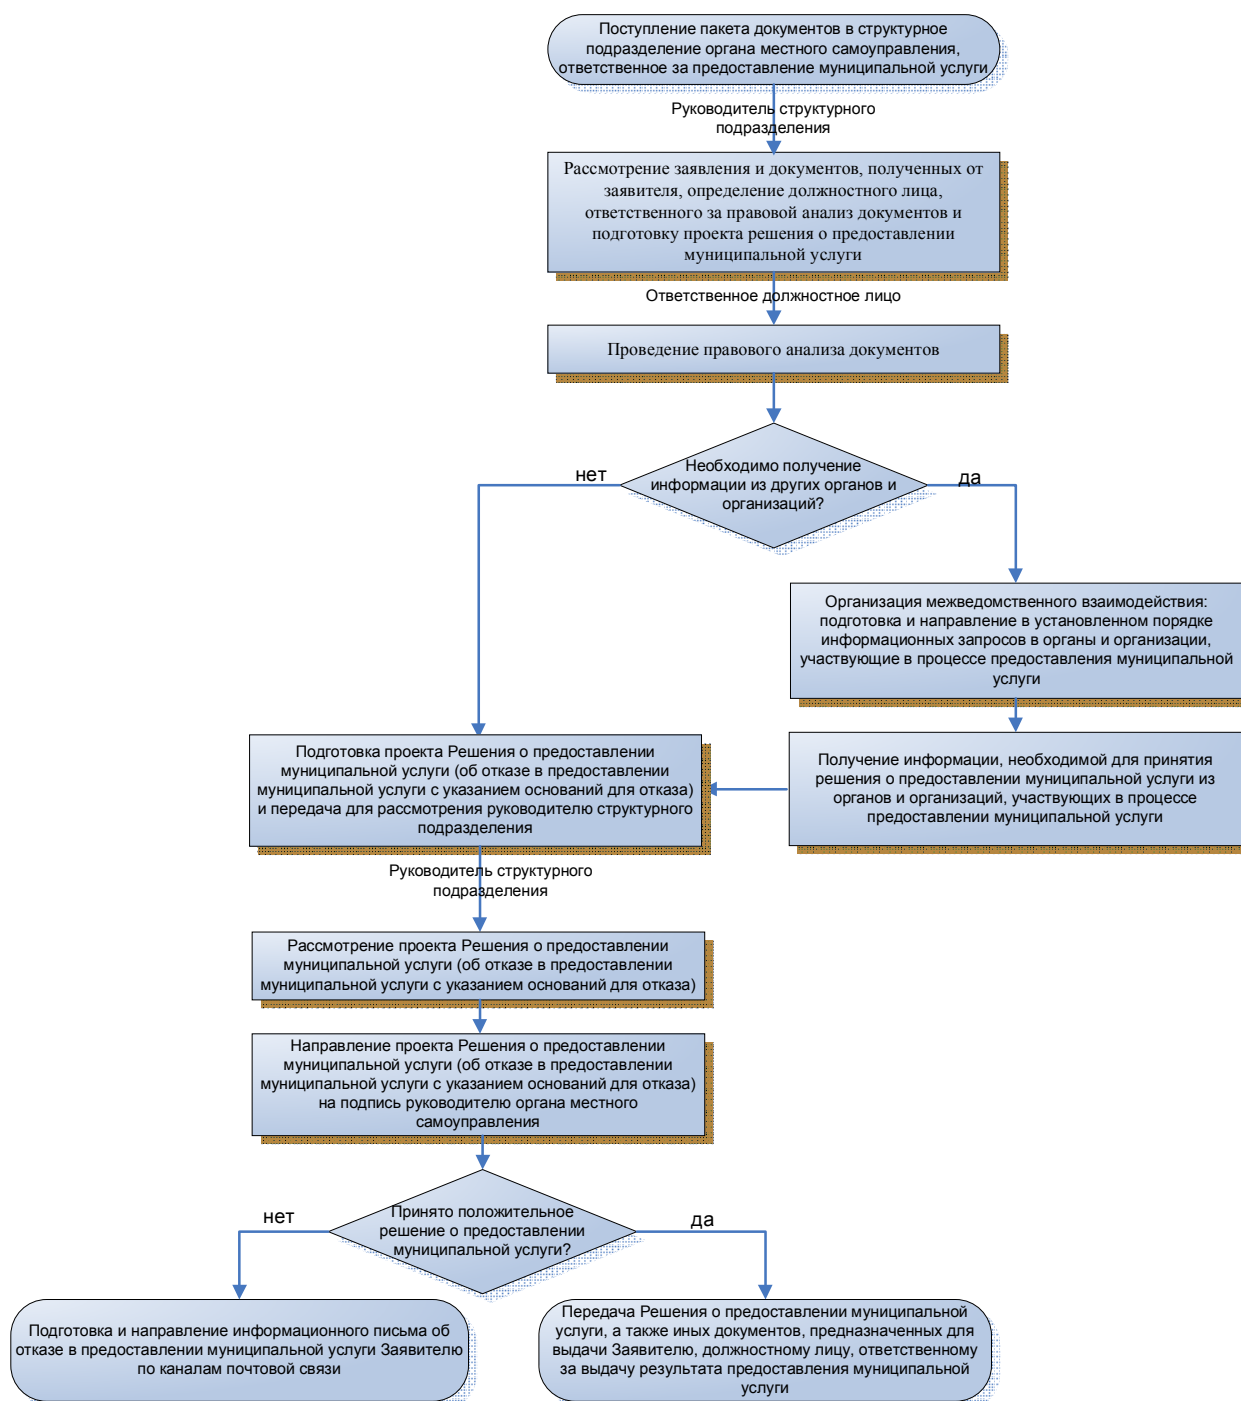 Поступление пакета документов в структурное
подразделение органа местного самоуправления,
ответственное за предоставление муниципальной услуги
Руководитель структурного
подразделения
Рассмотрение заявления и документов, полученных от
заявителя, определение должностного лица,
ответственного за правовой анализ документов и
подготовку проекта решения о предоставлении
муниципальной услуги
Ответственное должностное лицо
Проведение правового анализа документов
Необходимо получение
информации из других органов и
организаций?
нет
да
Организация межведомственного взаимодействия:
подготовка и направление в установленном порядке
информационных запросов в органы и организации,
участвующие в процессе предоставления муниципальной
услуги
Получение информации, необходимой для принятия
решения о предоставлении муниципальной услуги из
органов и организаций, участвующих в процессе
предоставлении муниципальной услуги
Подготовка проекта Решения о предоставлении
муниципальной услуги (об отказе в предоставлении
муниципальной услуги с указанием оснований для отказа)
и передача для рассмотрения руководителю структурного
подразделения
Руководитель структурного
подразделения
Рассмотрение проекта Решения о предоставлении
муниципальной услуги (об отказе в предоставлении
муниципальной услуги с указанием оснований для отказа)
Направление проекта Решения о предоставлении
муниципальной услуги (об отказе в предоставлении
муниципальной услуги с указанием оснований для отказа)
на подпись руководителю органа местного
самоуправления
Принято положительное
решение о предоставлении
муниципальной услуги?
нет
да
Подготовка и направление информационного письма об
отказе в предоставлении муниципальной услуги Заявителю
по каналам почтовой связи
Передача Решения о предоставлении муниципальной
услуги, а также иных документов, предназначенных для
выдачи Заявителю, должностному лицу, ответственному
за выдачу результата предоставления муниципальной
услуги